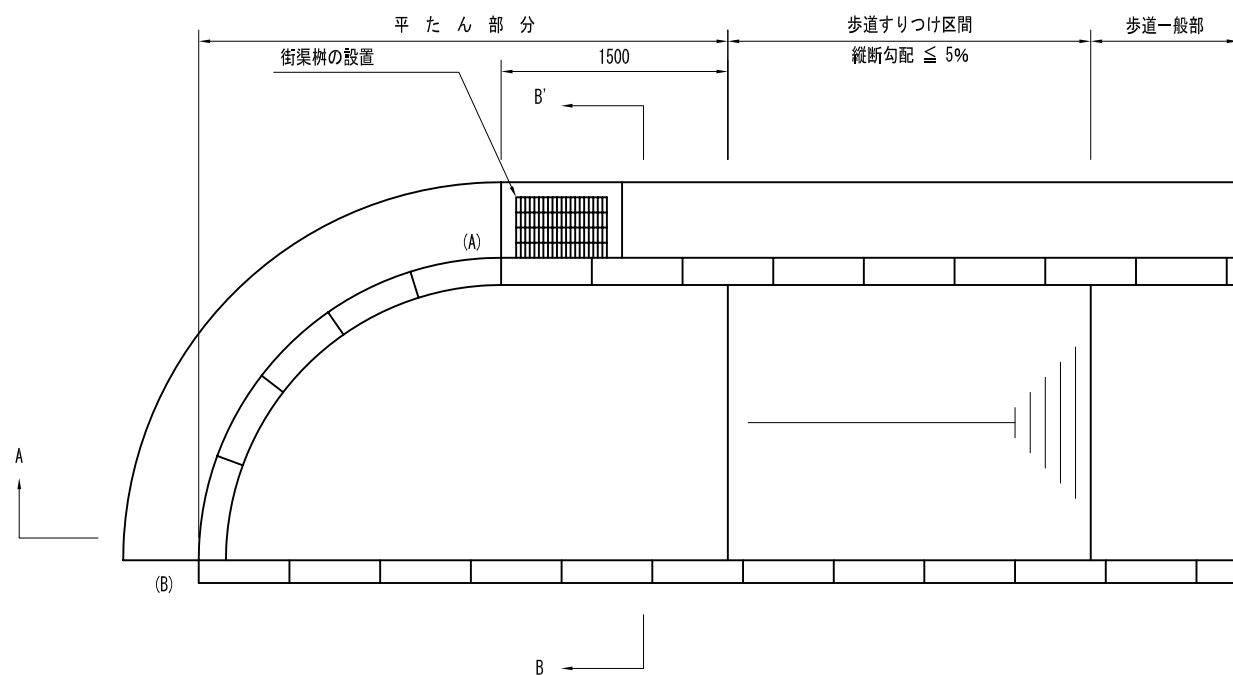 平たん部分
歩道すりつけ区間
歩道一般部
街渠桝の設置
1500
縦断勾配 ≦ 5%
B'
(A)
A
(B)
B